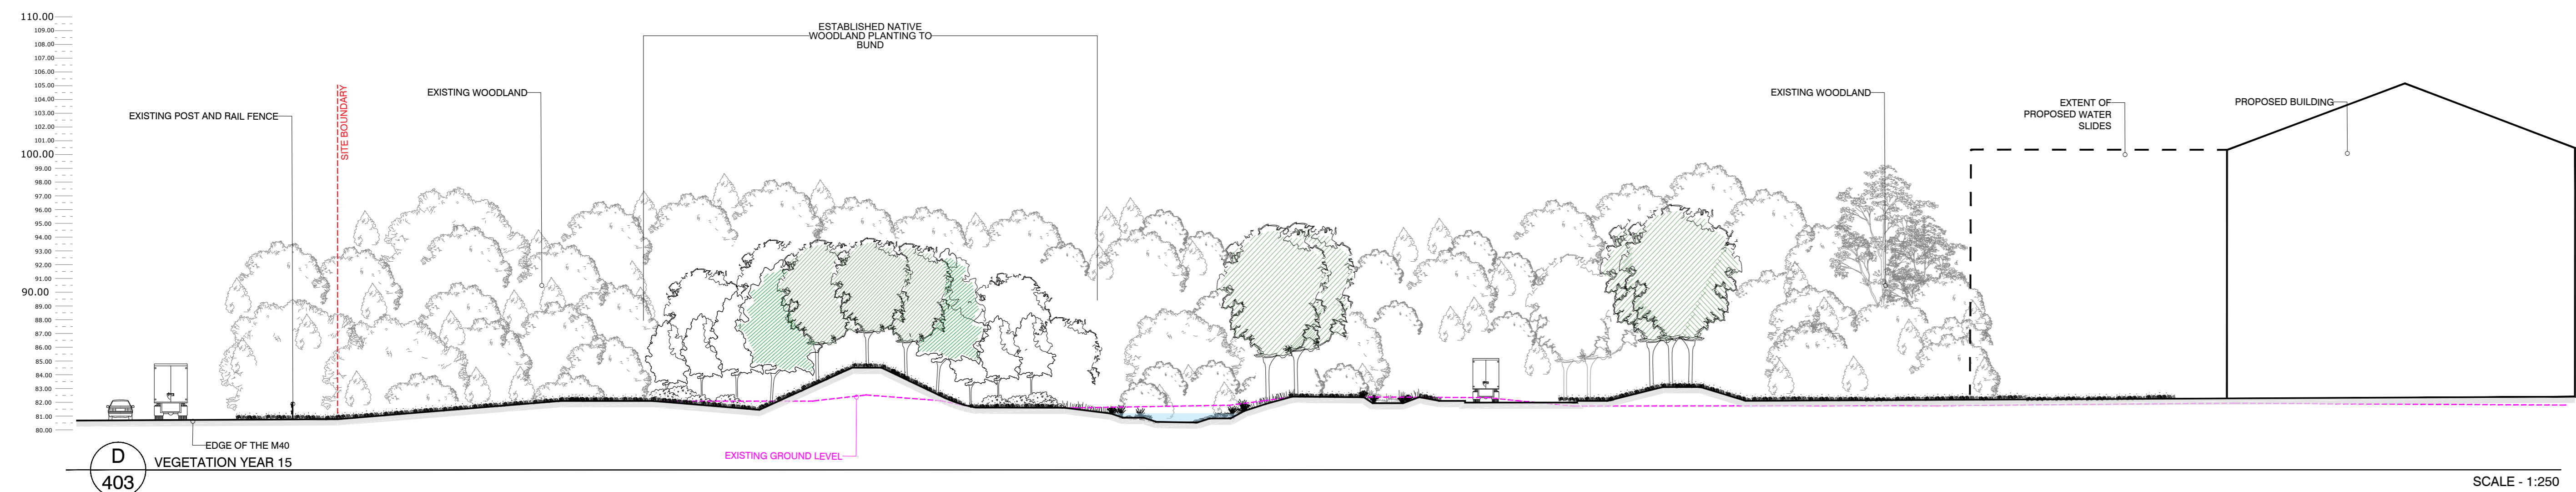 110.00
109.00
108.00
107.00
106.00
105.00
104.00
103.00
102.00
101.00
100.00
99.00
98.00
97.00
96.00
95.00
94.00
93.00
92.00
91.00
90.00
89.00
88.00
87.00
86.00
85.00
84.00
83.00
82.00
81.00
80.00
EXISTING POST AND RAIL FENCE
SITE BOUNDARY
EXISTING WOODLAND
ESTABLISHED NATIVE
WOODLAND PLANTING TO
BUND
EXISTING WOODLAND
EXTENT OF
PROPOSED WATER
SLIDES
PROPOSED BUILDING
EDGE OF THE M40
EXISTING GROUND LEVEL
D
403
VEGETATION YEAR 15
SCALE - 1:250